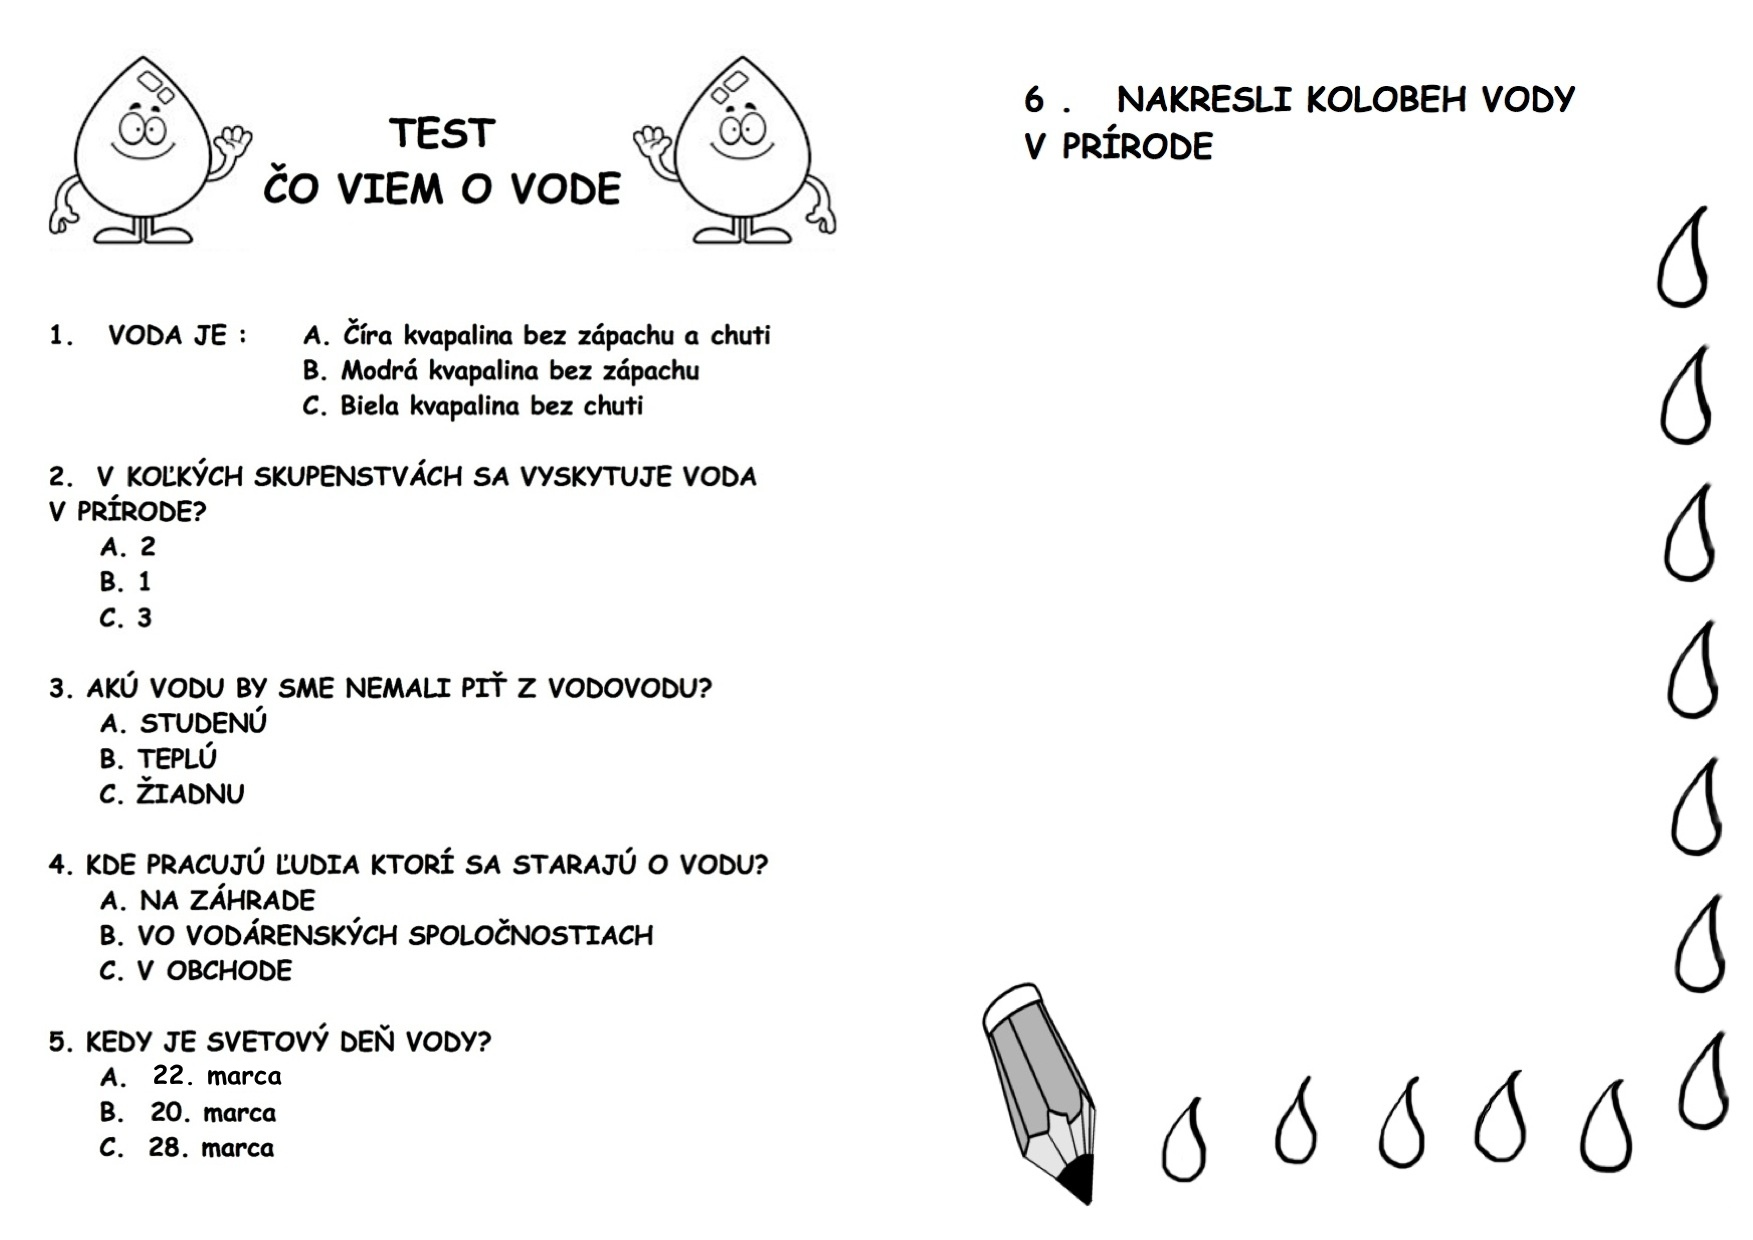 TEST
ČO VIEM O VODE
1. VODA JE : A. Číra kvapalina bez zápachu a chuti
B. Modrá kvapalina bez zápachu
C. Biela kvapalina bez chuti
2. V KOĽKÝCH SKUPENSTVÁCH SA VYSKYTUJE VODA
V PRÍRODE?
A. 2
B. 1
C. 3
3. AKÚ VODU BY SME NEMALI PIŤ Z VODOVODU?
A. STUDENÚ
B. TEPLÚ
C. ŽIADNU
4. KDE PRACUJÚ ĽUDIA KTORÍ SA STARAJÚ O VODU?
A. NA ZÁHRADE
B. VO VODÁRENSKÝCH SPOLOČNOSTIACH
C. V OBCHODE
5. KEDY JE SVETOVÝ DEŇ VODY?
A. 22. marca
B. 20. marca
C. 28. marca
6 . NAKRESLI KOLOBEH VODY
V PRÍRODE